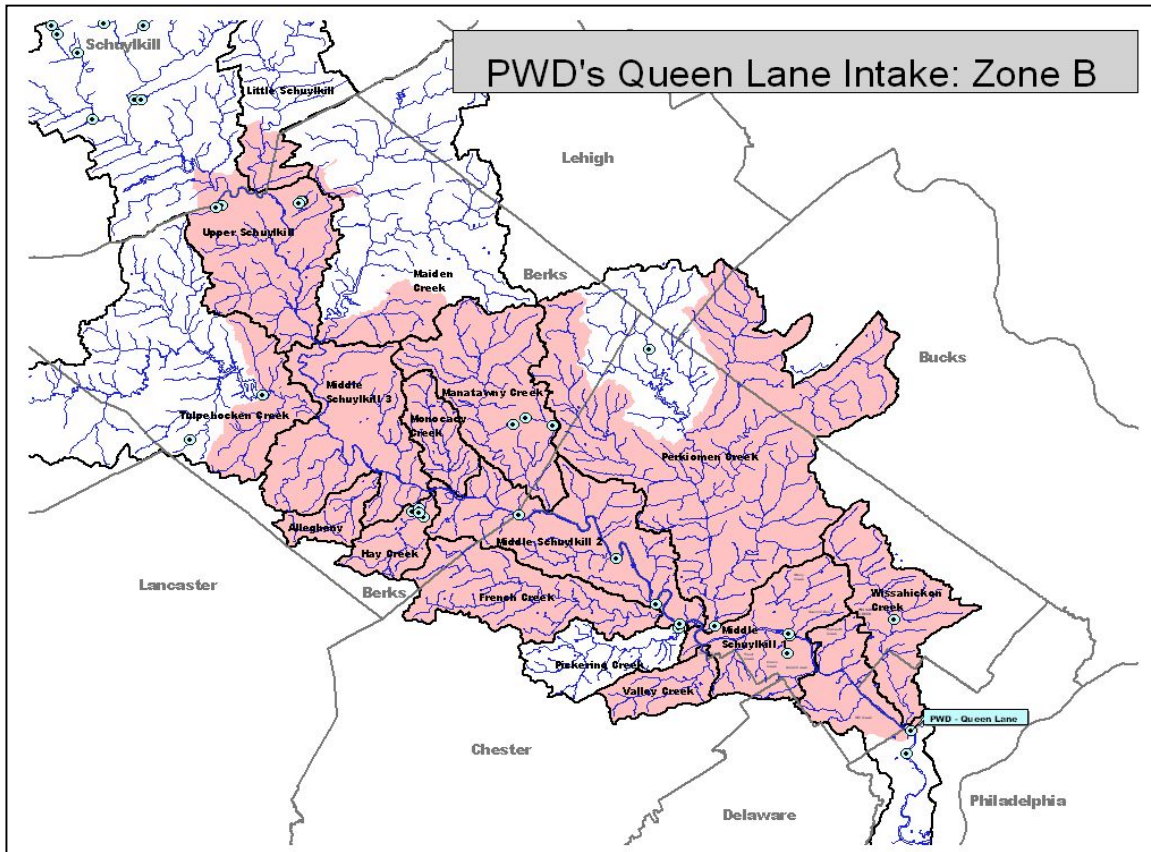 Schuylkill
PWD's Queen Lane Intake: Zone B
Little Schuylkill
Lehigh
Upper Schuylkill
Maiden
Creek
Berks
Bucks
Middle
Schuylkill 3
Manatawny Creek
Tulpehocken Creek
Monocacy
Creek
Perkiomen Creek
Allegheny
Middle Schuylkill 2
Hay Creek
Lancaster
Berks
French Creek
Wissahickon
Creek
Middle
Schuylkill 1
Pickering Creek
Valley Creek
PWD - Queen Lane
Chester
Philadelphia
Delaware